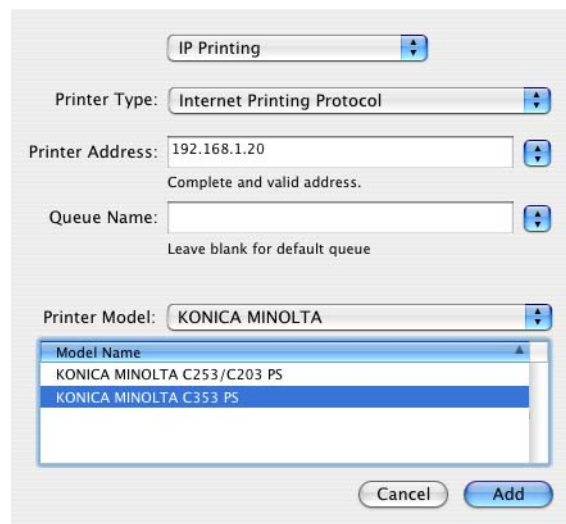 IP Printing
Printer Type: Internet Printing Protocol
Printer Address: 192.168.1.20
Complete and valid address.
Queue Name:
Leave blank for default queue
Printer Model: KONICA MINOLTA
Model Name
KONICA MINOLTA C253/C203 PS
KONICA MINOLTA C353 PS
Cancel Add